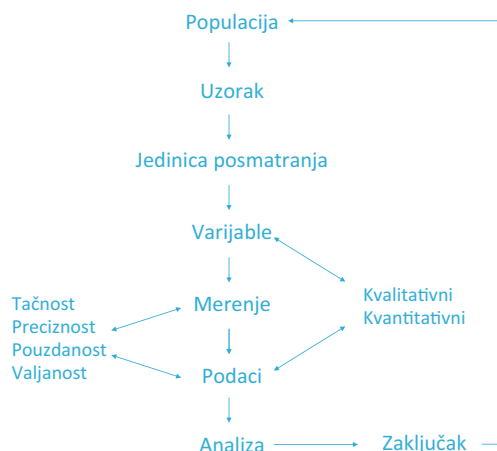 Populacija
Uzorak
Jedinica posmatranja
Varijable
Merenje
Tačnost
Preciznost
Pouzdanost
Valjanost
Kvalitativni
Kvantitativni
Podaci
Analiza
Zaključak